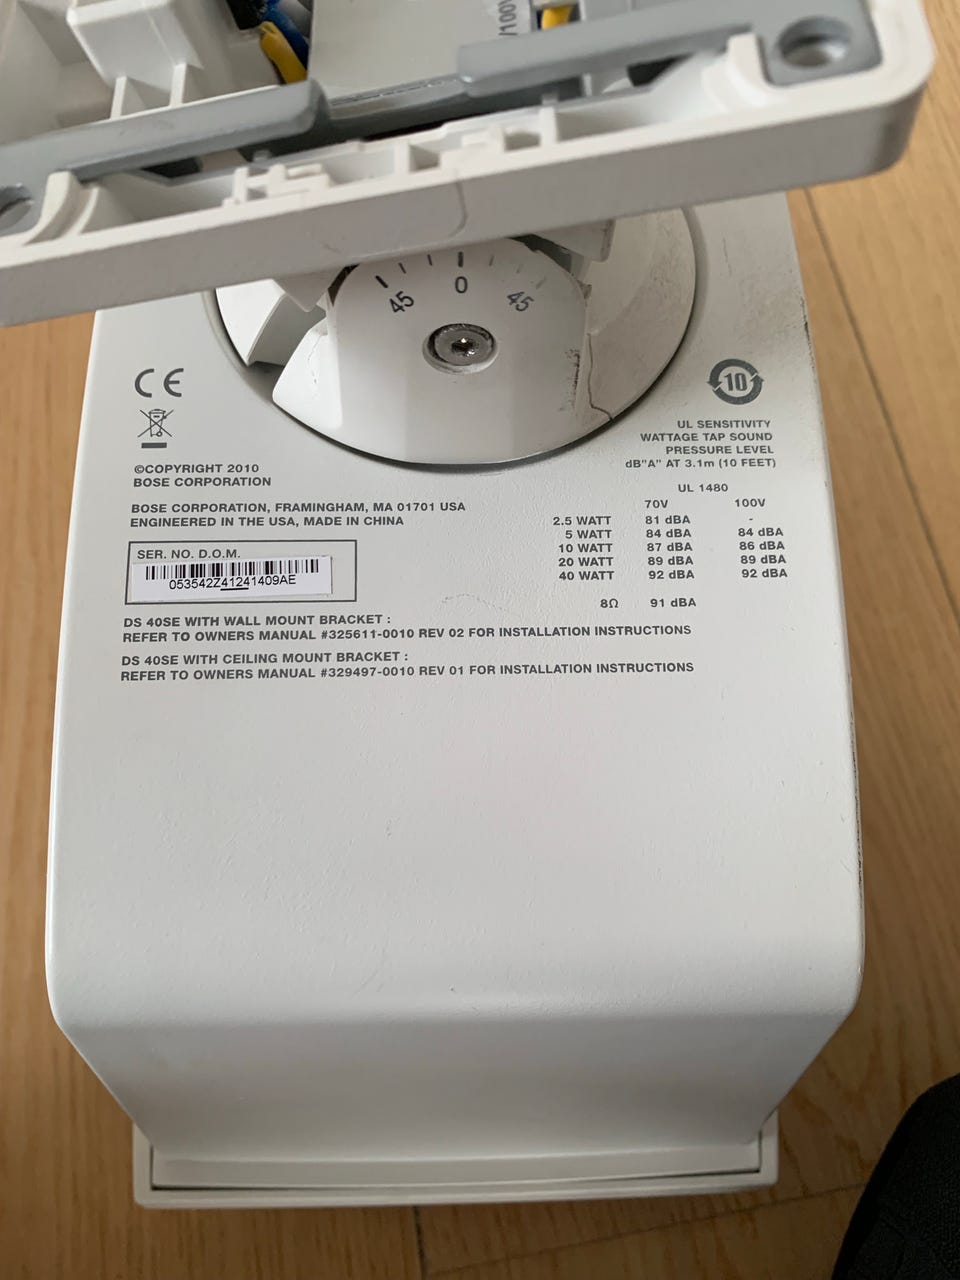 /100V
45 0 45
CE
10
UL SENSITIVITY
WATTAGE TAP SOUND
PRESSURE LEVEL
dB"A" AT 3.1m (10 FEET)
©COPYRIGHT 2010
BOSE CORPORATION
BOSE CORPORATION, FRAMINGHAM, MA 01701 USA
ENGINEERED IN THE USA, MADE IN CHINA
SER. NO. D.O.M.
053542Z41241409AE
UL 1480
70V 100V
2.5 WATT 81 dBA -
5 WATT 84 dBA 84 dBA
10 WATT 87 dBA 86 dBA
20 WATT 89 dBA 89 dBA
40 WATT 92 dBA 92 dBA
8Ω 91 dBA
DS 40SE WITH WALL MOUNT BRACKET :
REFER TO OWNERS MANUAL #325611-0010 REV 02 FOR INSTALLATION INSTRUCTIONS
DS 40SE WITH CEILING MOUNT BRACKET :
REFER TO OWNERS MANUAL #329497-0010 REV 01 FOR INSTALLATION INSTRUCTIONS